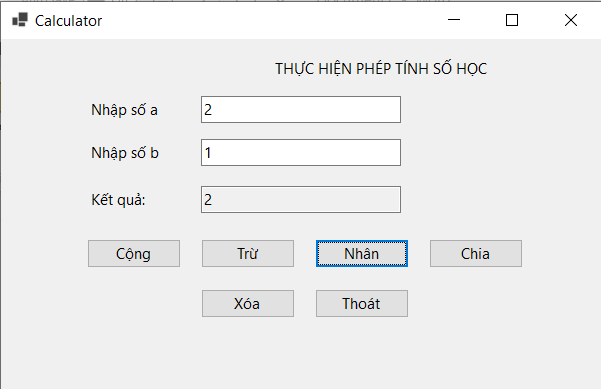 Calculator
THỰC HIỆN PHÉP TÍNH SỐ HỌC
Nhập số a 2
Nhập số b 1
Kết quả: 2
Cộng Trừ Nhân Chia
Xóa Thoát